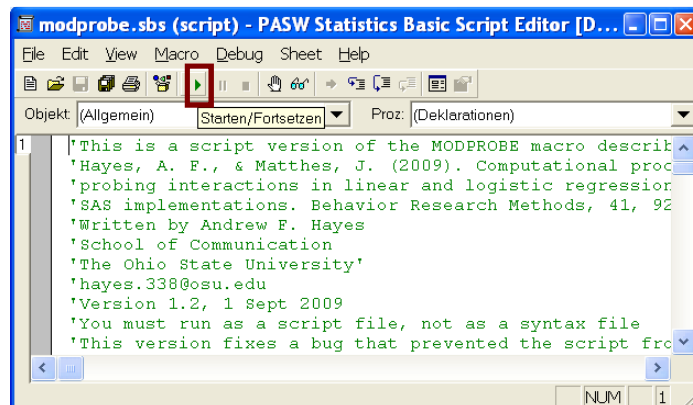 modprobe.sbs (script) - PASW Statistics Basic Script Editor [D...
File Edit View Macro Debug Sheet Help
Objekt: (Allgemein) Proz: (Deklarationen)
Starten/Fortsetzen
1
'This is a script version of the MODPROBE macro describ
'Hayes, A. F., & Matthes, J. (2009). Computational proc
'probing interactions in linear and logistic regression
'SAS implementations. Behavior Research Methods, 41, 92
'Written by Andrew F. Hayes
'School of Communication
'The Ohio State University'
'hayes.338@osu.edu
'Version 1.2, 1 Sept 2009
'You must run as a script file, not as a syntax file
'This version fixes a bug that prevented the script fro
NUM 1